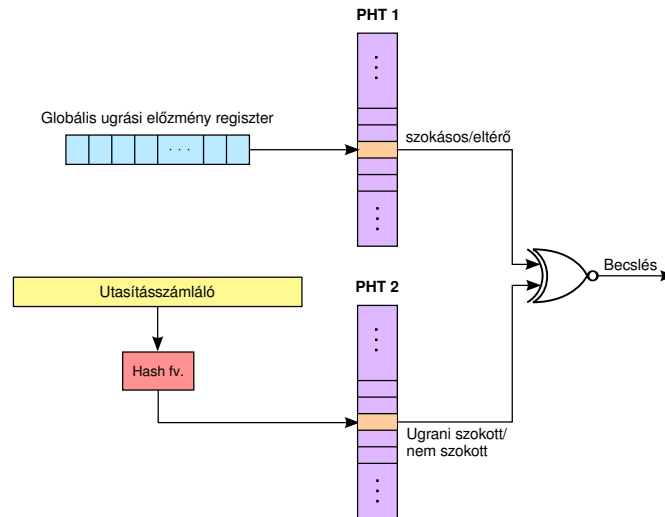 PHT 1
Globális ugrási előzmény regiszter
szokásos/eltérő
Becslés
PHT 2
Utasításszámláló
Hash fv.
Ugrani szokott/
nem szokott